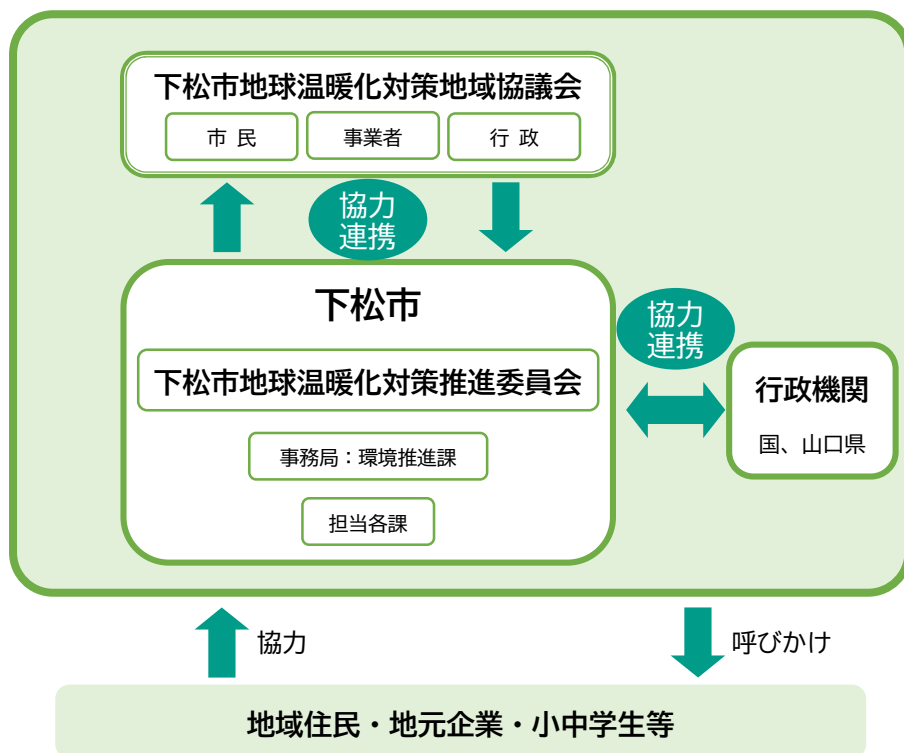 下松市地球温暖化対策地域協議会
市 民
事業者
行 政
協力
連携
下松市
協力
連携
下松市地球温暖化対策推進委員会
行政機関
国、山口県
事務局：環境推進課
担当各課
協力
呼びかけ
地域住民・地元企業・小中学生等